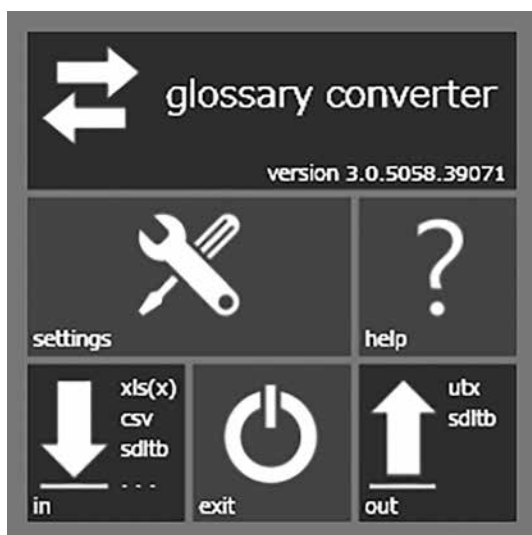 glossary converter
version 3.0.5058.39071
settings
?
help
xls(x)
csv
sdltb
...
in
exit
utx
sdltb
out